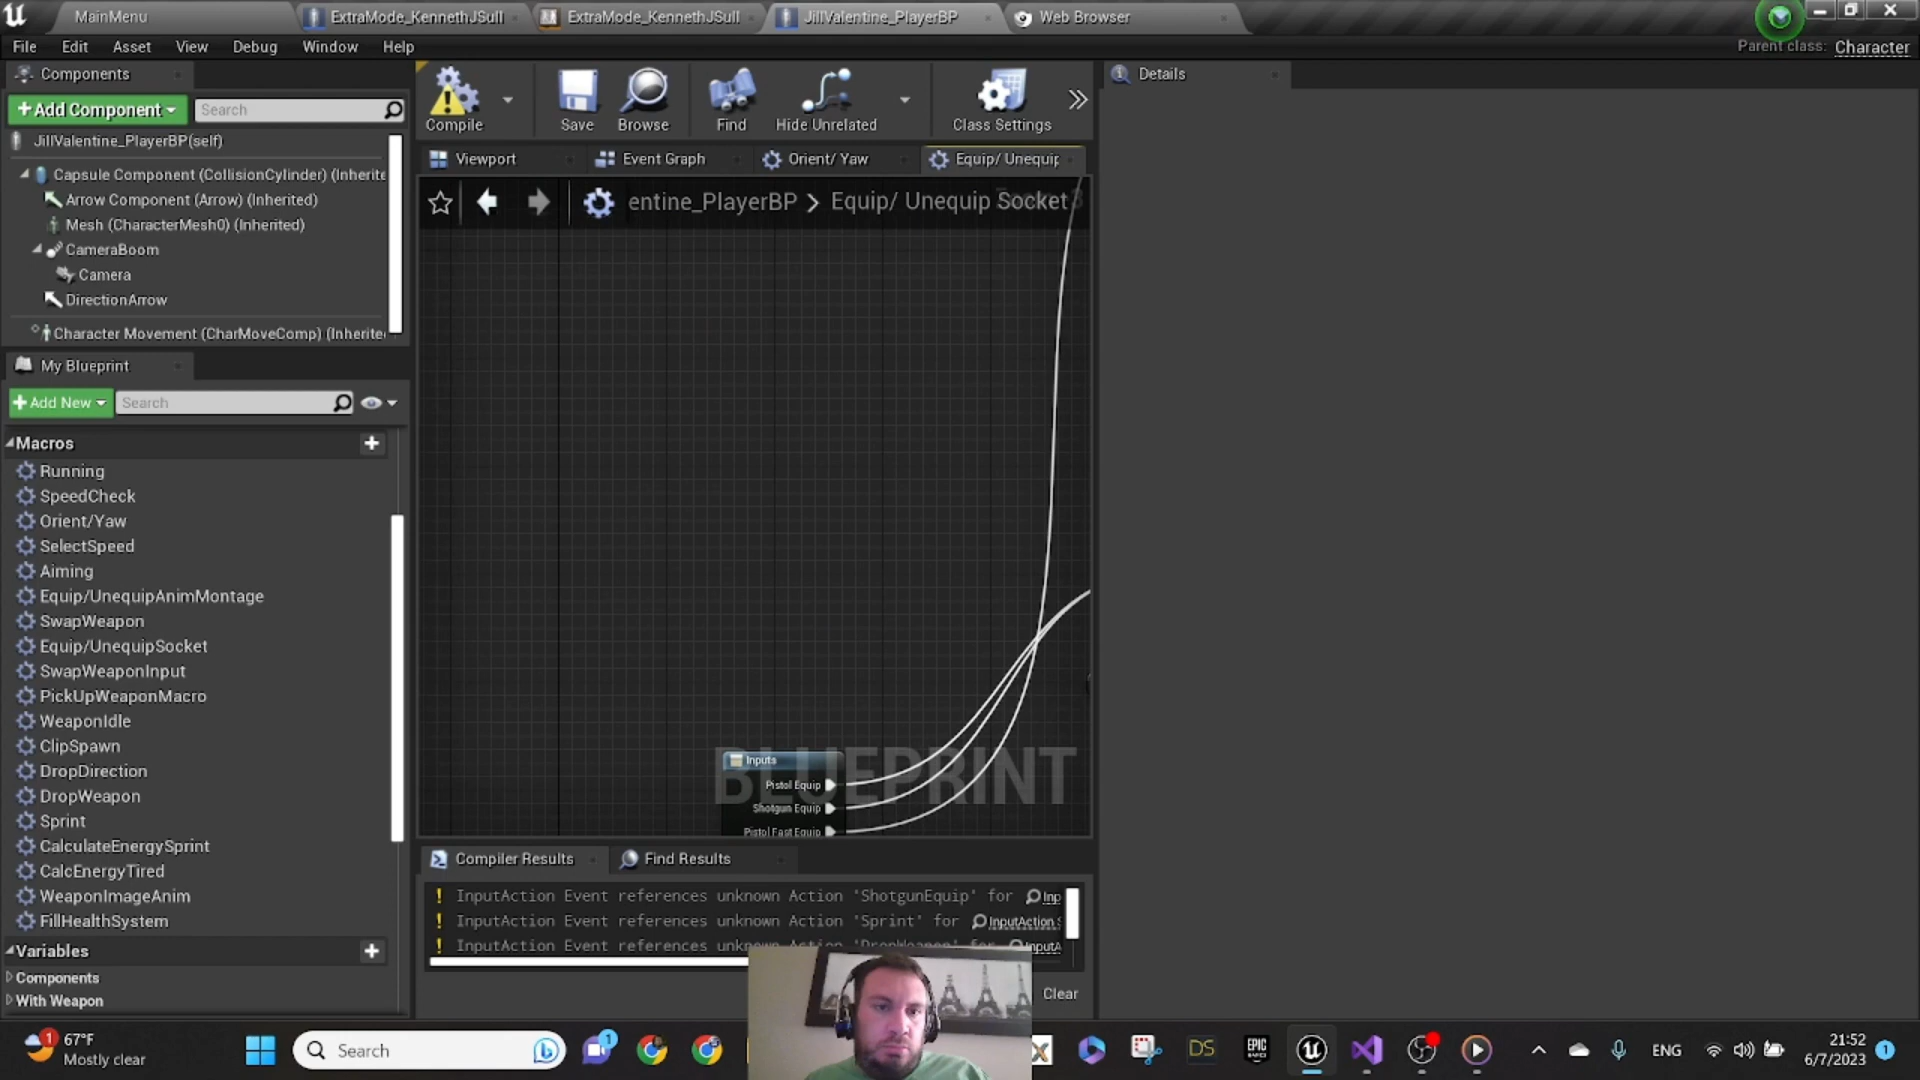 MainMenu
ExtraMode_KennethJSull
ExtraMode_KennethJSull
JillValentine_PlayerBP
Web Browser
File
Edit
Asset
View
Debug
Window
Help
Parent class: Character
Components
+Add Component
Search
JillValentine_PlayerBP(self)
Capsule Component (CollisionCylinder) (Inherite
Arrow Component (Arrow) (Inherited)
Mesh (CharacterMesh0) (Inherited)
CameraBoom
Camera
DirectionArrow
Character Movement (CharMoveComp) (Inherite
My Blueprint
+Add New
Search
Macros
Running
SpeedCheck
Orient/Yaw
SelectSpeed
Aiming
Equip/UnequipAnimMontage
SwapWeapon
Equip/UnequipSocket
SwapWeaponInput
PickUpWeaponMacro
WeaponIdle
ClipSpawn
DropDirection
DropWeapon
Sprint
CalculateEnergySprint
CalcEnergyTired
WeaponImageAnim
FillHealthSystem
Variables
Components
With Weapon
Compile
Save
Browse
Find
Hide Unrelated
Class Settings
Viewport
Event Graph
Orient/ Yaw
Equip/ Unequip
entine_PlayerBP > Equip/ Unequip Socket
Inputs
Pistol Equip
Shotgun Equip
Pistol Fast Equip
BLUEPRINT
Compiler Results
Find Results
! InputAction Event references unknown Action 'ShotgunEquip' for Inp
! InputAction Event references unknown Action 'Sprint' for InputAction
! InputAction Event references unknown Action 'DropWeapon' for InputA
Clear
Details
1
67°F
Mostly clear
Search
1
DS
EPIC GAMES
ENG
21:52
6/7/2023
1